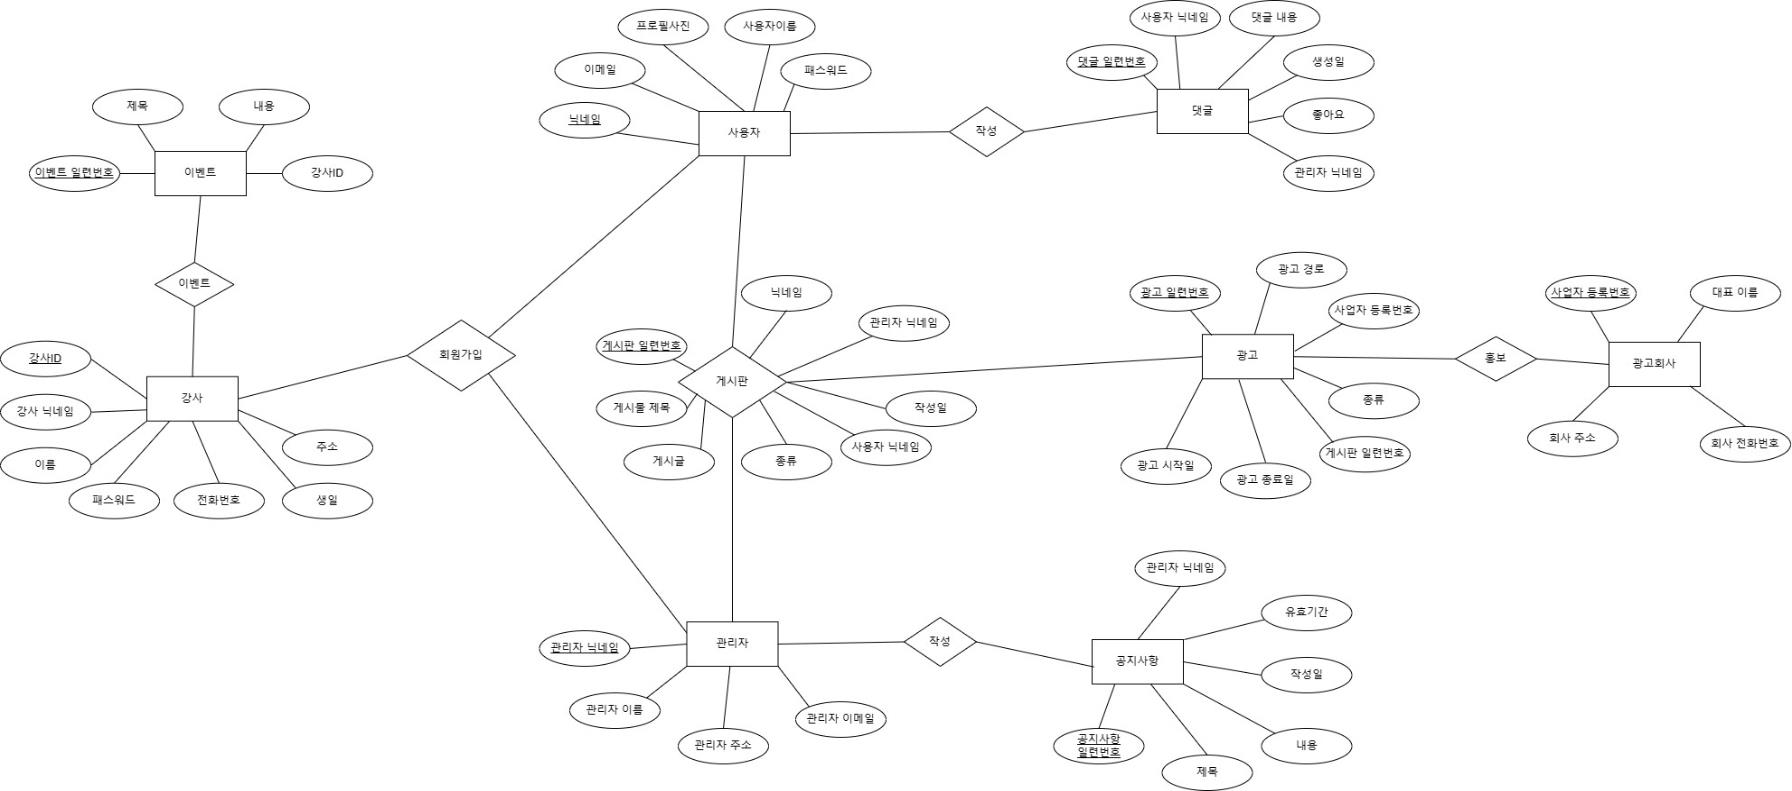 프로필사진
사용자이름
이메일
패스워드
닉네임
사용자
사용자 닉네임
댓글 내용
댓글 일련번호
생성일
댓글
좋아요
관리자 닉네임
작성
제목
내용
이벤트 일련번호
이벤트
강사ID
이벤트
강사ID
강사 닉네임
강사
이름
주소
패스워드
전화번호
생일
회원가입
닉네임
관리자 닉네임
게시판 일련번호
게시판
게시물 제목
작성일
게시글
종류
사용자 닉네임
광고 경로
광고 일련번호
사업자 등록번호
광고
종류
광고 시작일
광고 종료일
게시판 일련번호
홍보
사업자 등록번호
대표 이름
광고회사
회사 주소
회사 전화번호
관리자
관리자 닉네임
관리자 이름
관리자 주소
관리자 이메일
작성
관리자 닉네임
유효기간
공지사항
작성일
공지사항
일련번호
내용
제목